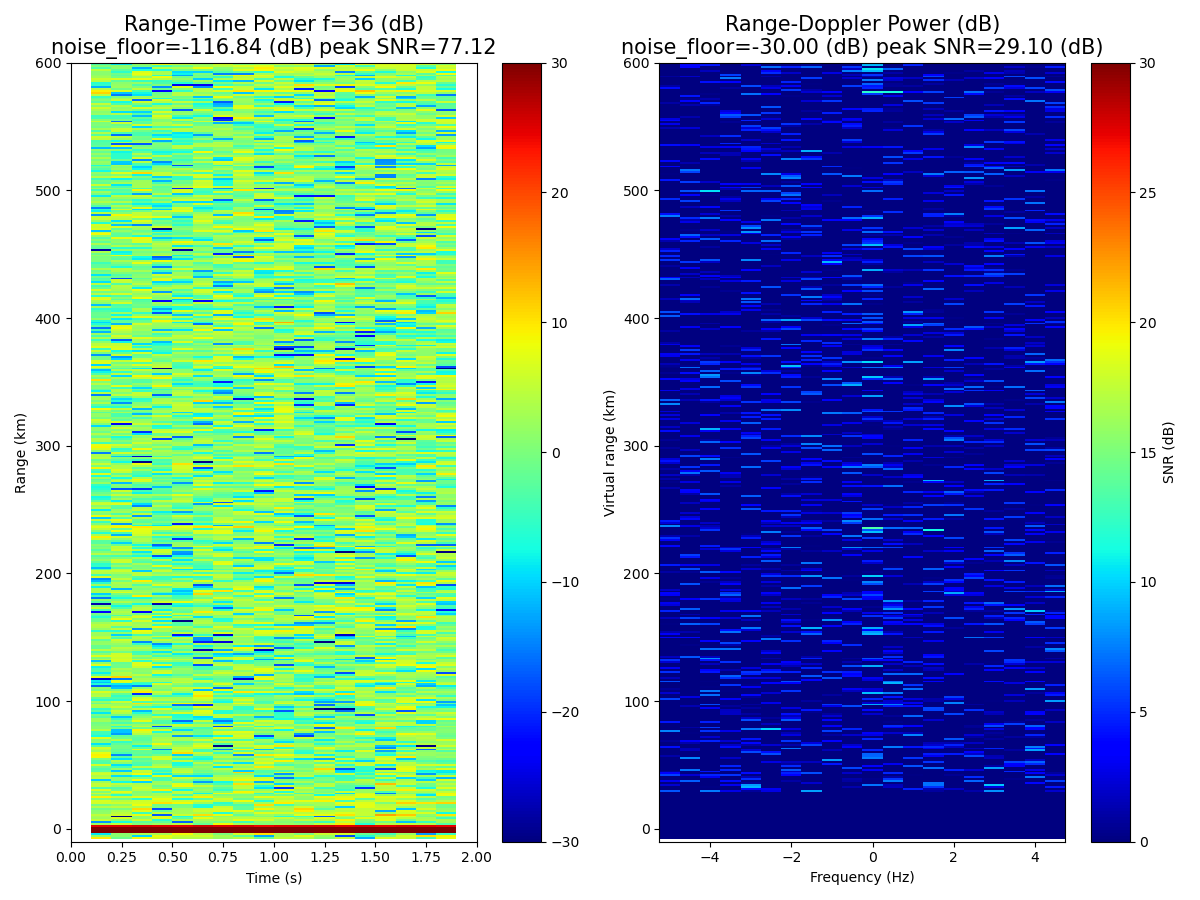 Range-Time Power f=36 (dB)
noise_floor=-116.84 (dB) peak SNR=77.12
Range (km)
600
500
400
300
200
100
0
0.00 0.25 0.50 0.75 1.00 1.25 1.50 1.75 2.00
Time (s)
30
20
10
0
−10
−20
−30
Range-Doppler Power (dB)
noise_floor=-30.00 (dB) peak SNR=29.10 (dB)
Virtual range (km)
600
500
400
300
200
100
0
−4 −2 0 2 4
Frequency (Hz)
30
25
20
15
10
5
0
SNR (dB)